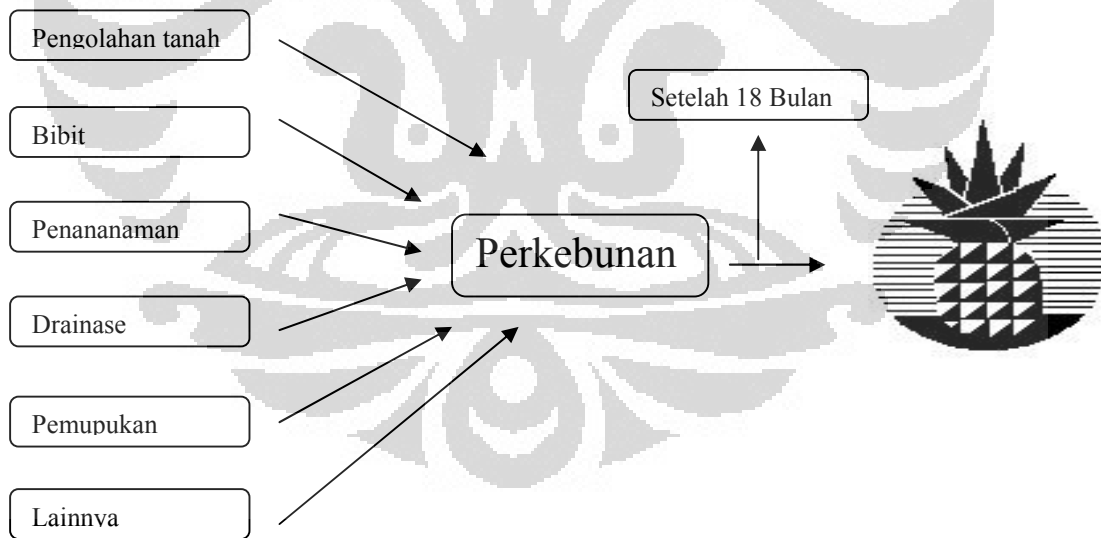 Pengolahan tanah
Setelah 18 Bulan
Bibit
Penananaman
Perkebunan
Drainase
Pemupukan
Lainnya